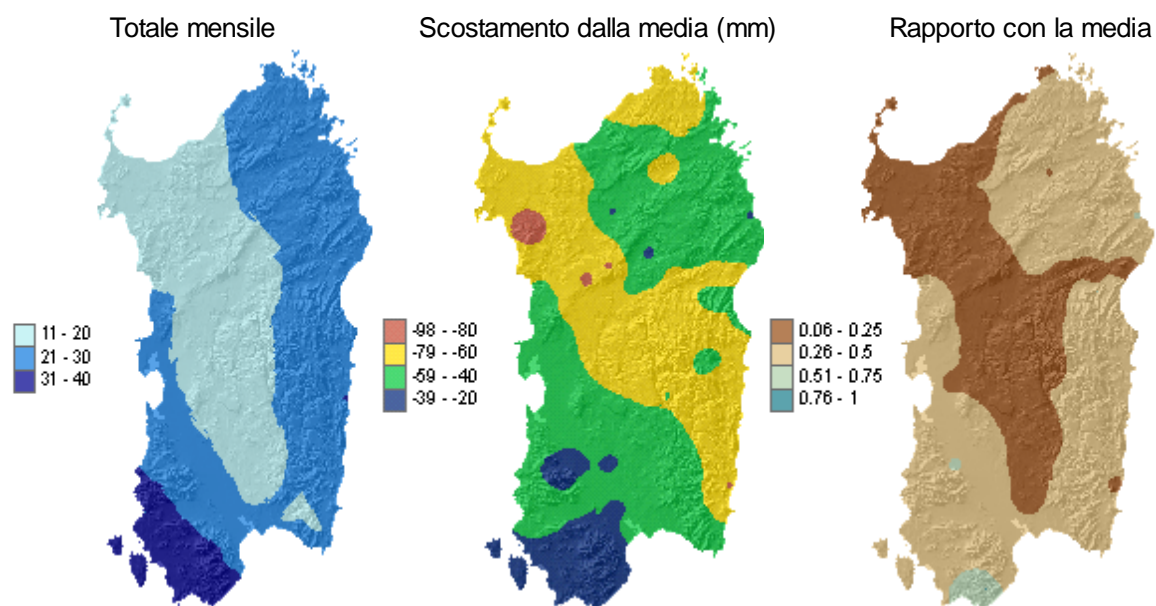 Totale mensile
Scostamento dalla media (mm)
Rapporto con la media
11 - 20
21 - 30
31 - 40
-98 - -80
-79 - -60
-59 - -40
-39 - -20
0.06 - 0.25
0.26 - 0.5
0.51 - 0.75
0.76 - 1